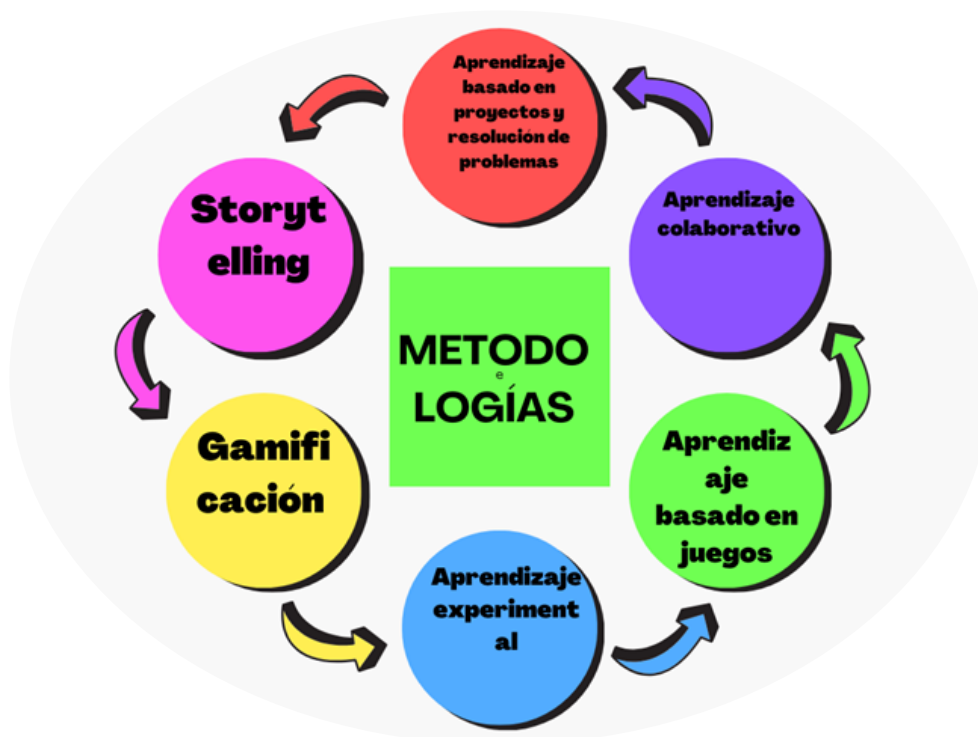 Aprendizaje
basado en
proyectos y
resolución de
problemas
Storyt
elling
Gamifi
cación
Aprendizaje
experiment
al
Aprendiz
aje
basado en
juegos
Aprendizaje
colaborativo
METODO
e
LOGÍAS